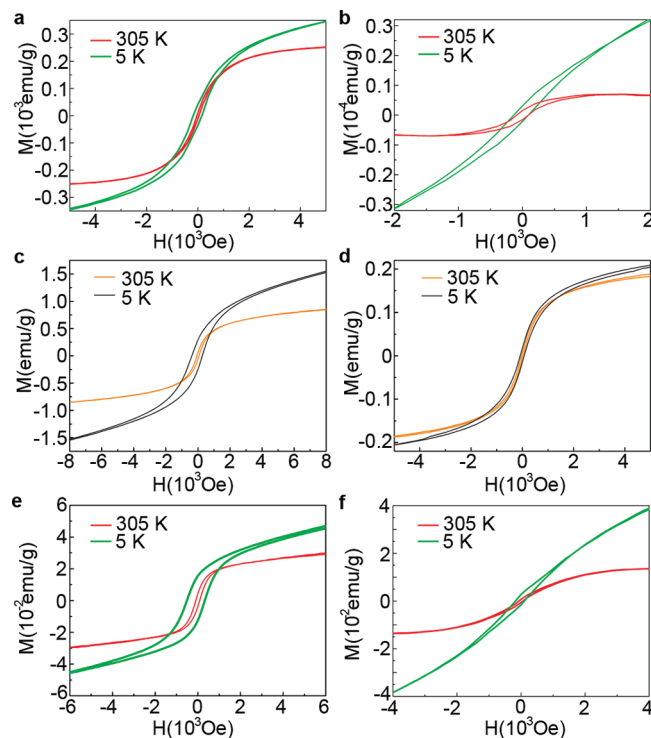 a
305 K
5 K
M(10⁻³emu/g)
0.3
0.2
0.1
0
-0.1
-0.2
-0.3
-4 -2 0 2 4
H(10³Oe)
b
305 K
5 K
M(10⁻⁴emu/g)
0.3
0.2
0.1
0
0.1
0.2
0.3
-2 -1 0 1 2
H(10³Oe)
c
305 K
5 K
M(emu/g)
1.5
1.0
0.5
0
-0.5
-1.0
-1.5
-8 -6 -4 -2 0 2 4 6 8
H(10³Oe)
d
305 K
5 K
M(emu/g)
0.2
0.1
0
-0.1
-0.2
-4 -2 0 2 4
H(10³Oe)
e
305 K
5 K
M(10⁻²emu/g)
6
4
2
0
-2
-4
-6
-6 -4 -2 0 2 4 6
H(10³Oe)
f
305 K
5 K
M(10⁻²emu/g)
4
2
0
-2
-4
-4 -3 -2 -1 0 1 2 3 4
H(10³Oe)